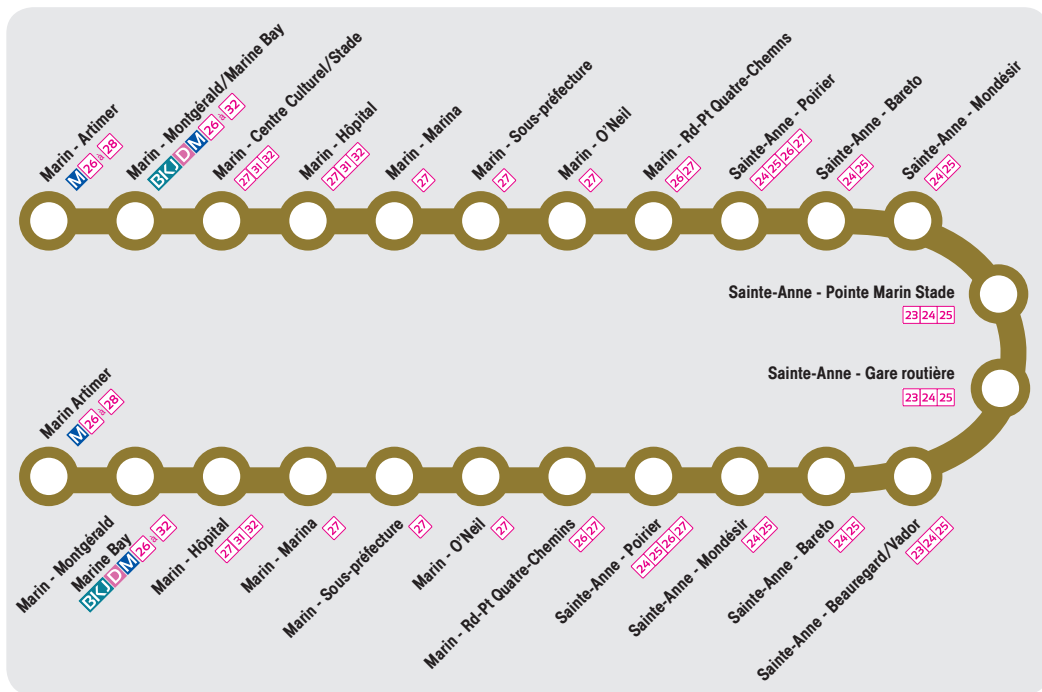 Marin - Artimer
M 26 à 28
Marin - Montgérald/Marine Bay
BKJ D M 26 à 32
Marin - Centre Culturel/Stade
27 31 32
Marin - Hôpital
27 31 32
Marin - Marina
27
Marin - Sous-préfecture
27
Marin - O'Neil
27
Marin - Rd-Pt Quatre-Chemns
26 27
Sainte-Anne - Poirier
24 25 26 27
Sainte-Anne - Bareto
24 25
Sainte-Anne - Mondésir
24 25
Sainte-Anne - Pointe Marin Stade
23 24 25
Sainte-Anne - Gare routière
23 24 25
Marin Artimer
M 26 à 28
Marin - Montgérald
Marine Bay
BKJ D M 26 à 32
Marin - Hôpital
27 31 32
Marin - Marina
27
Marin - Sous-préfecture
27
Marin - O'Neil
27
Marin - Rd-Pt Quatre-Chemins
26 27
Sainte-Anne - Poirier
24 25 26 27
Sainte-Anne - Mondésir
24 25
Sainte-Anne - Bareto
24 25
Sainte-Anne - Beauregard/Vador
23 24 25